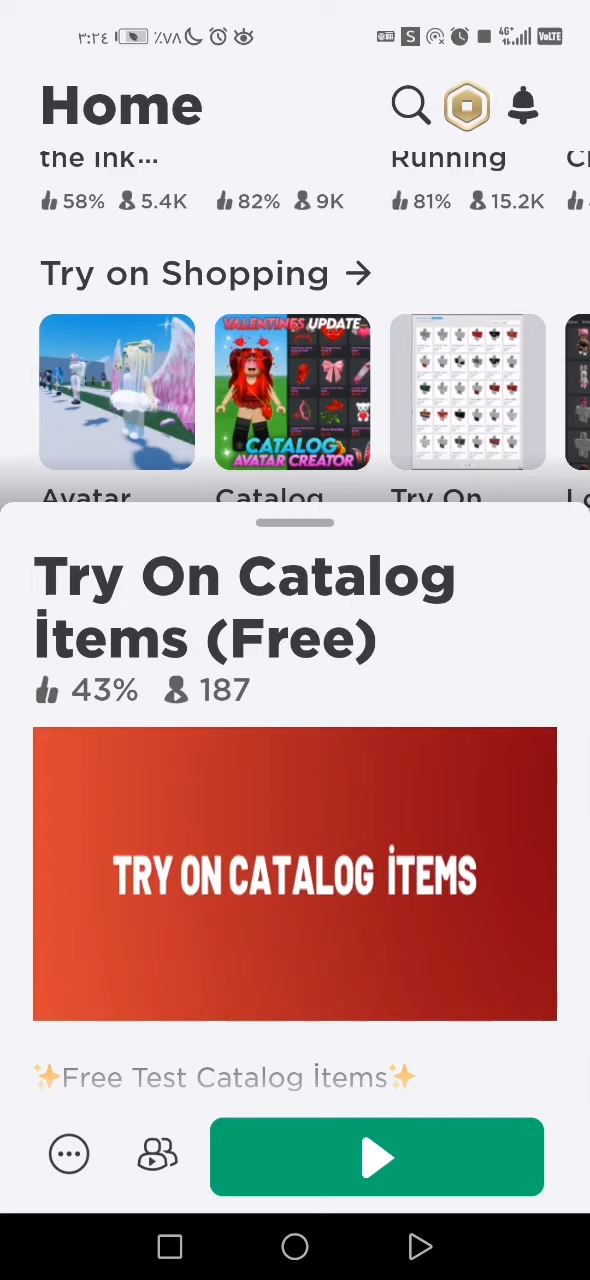 ٣:٢٤ ٪٧٨ S 4G⁺ VoLTE
Home
the Ink...
Running
58% 5.4K 82% 9K 81% 15.2K
Try on Shopping →
VALENTINES UPDATE
CATALOG
AVATAR CREATOR
Avatar Catalog Try On
Try On Catalog
İtems (Free)
43% 187
TRY ON CATALOG İTEMS
✨Free Test Catalog İtems✨